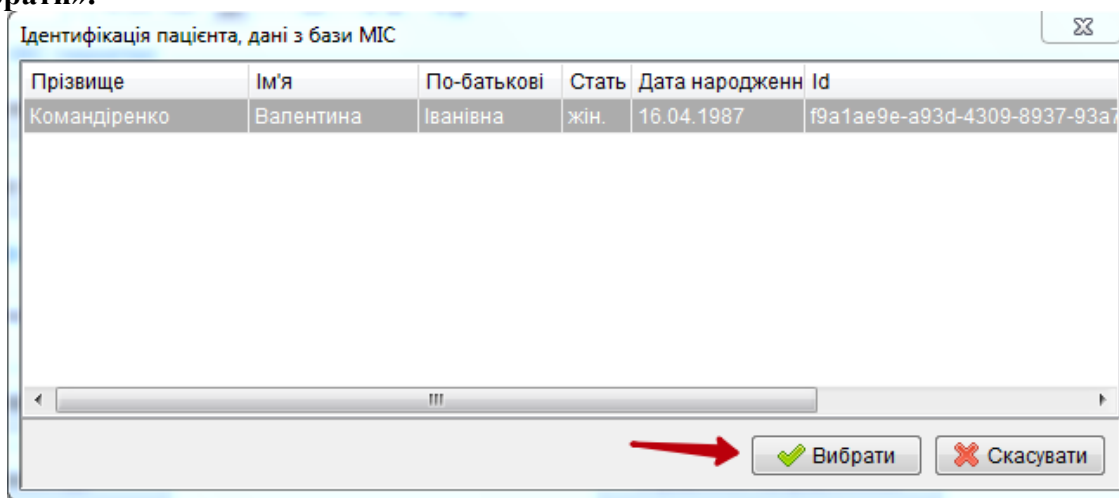 рати».
Ідентифікація пацієнта, дані з бази МІС
Прізвище Ім'я По-батькові Стать Дата народженн Id
Командіренко Валентина Іванівна жін. 16.04.1987 f9a1ae9e-a93d-4309-8937-93a7
Вибрати Скасувати